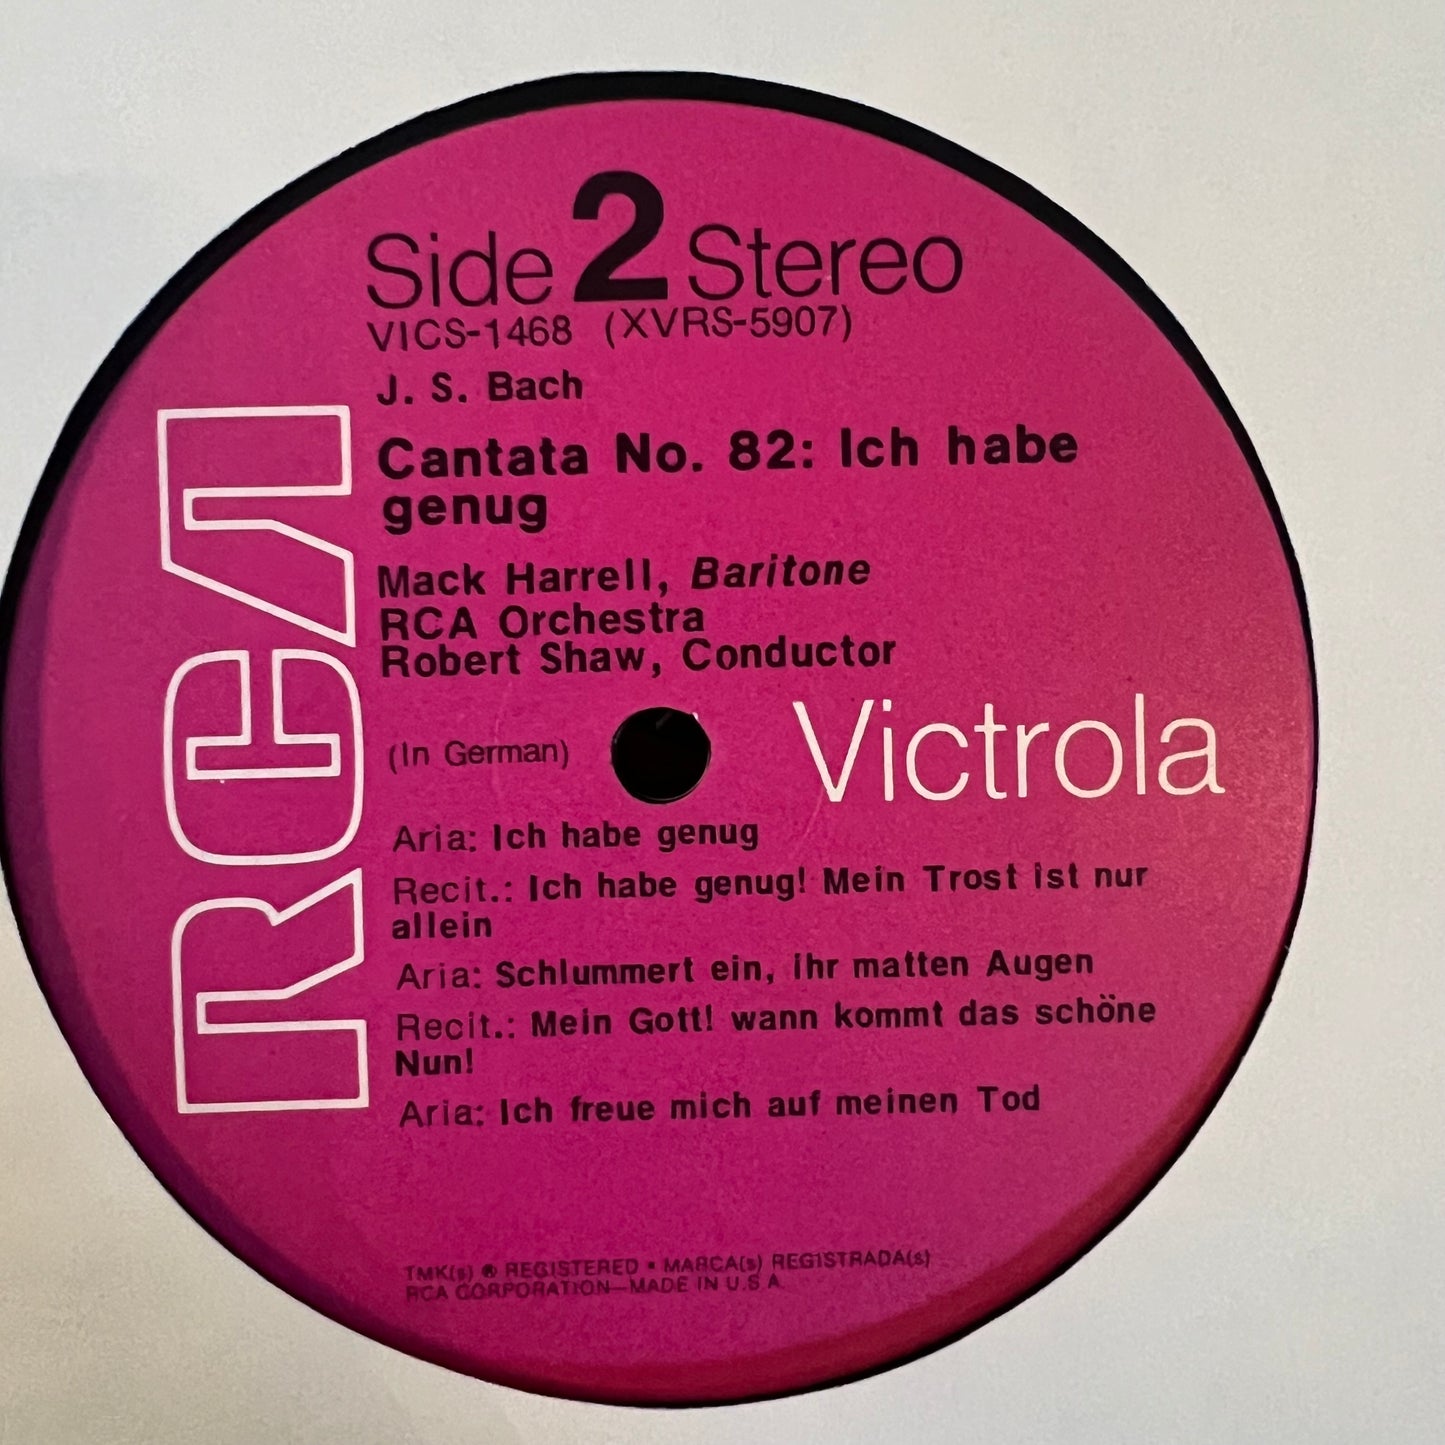 Side 2 Stereo
VICS-1468 (XVRS-5907)
J. S. Bach
Cantata No. 82: Ich habe
genug
Mack Harrell, Baritone
RCA Orchestra
Robert Shaw, Conductor
RCA
Victrola
(In German)
Aria: Ich habe genug
Recit.: Ich habe genug! Mein Trost ist nur
allein
Aria: Schlummert ein, ihr matten Augen
Recit.: Mein Gott! wann kommt das schöne
Nun!
Aria: Ich freue mich auf meinen Tod
TMK(s) ® REGISTERED • MARCA(s) REGISTRADA(s)
RCA CORPORATION—MADE IN U.S.A.